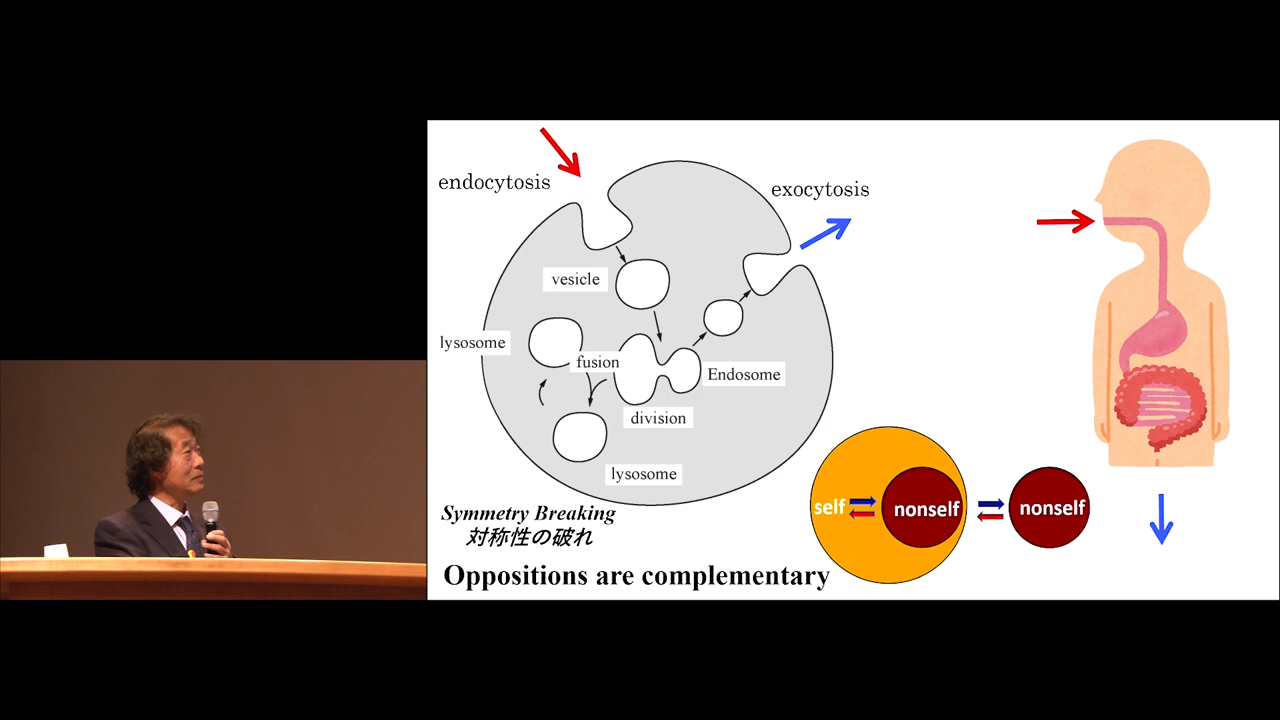 endocytosis
exocytosis
vesicle
lysosome
fusion
Endosome
division
lysosome
self
nonself
nonself
Symmetry Breaking
対称性の破れ
Oppositions are complementary